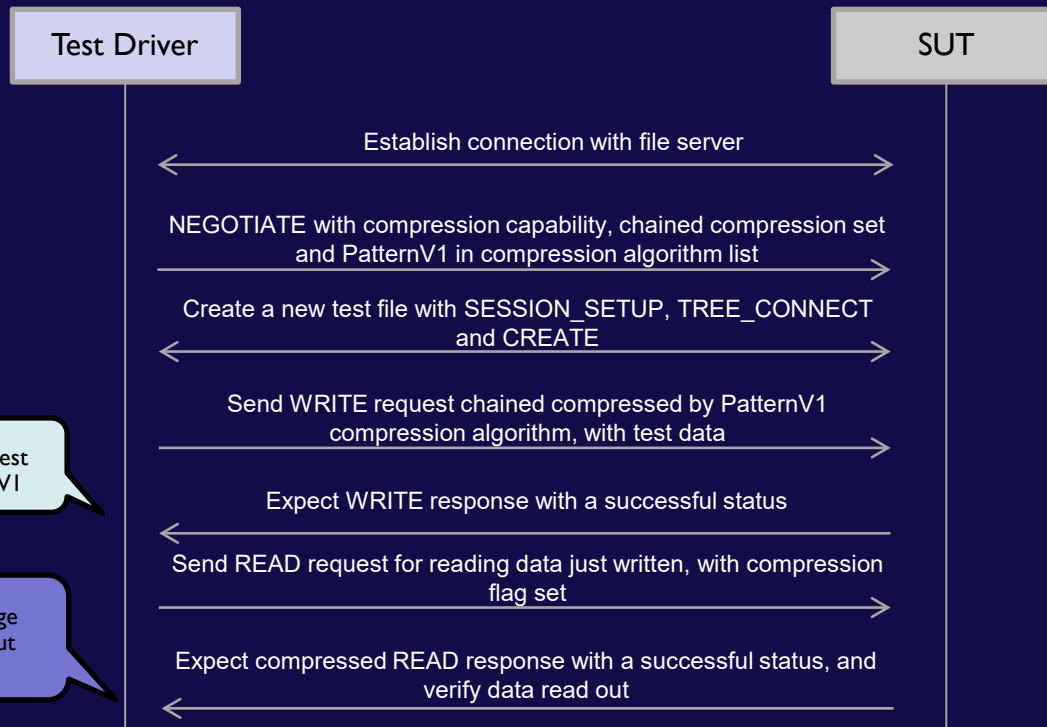 Test Driver
SUT
Establish connection with file server
NEGOTIATE with compression capability, chained compression set
and PatternV1 in compression algorithm list
Create a new test file with SESSION_SETUP, TREE_CONNECT
and CREATE
Send WRITE request chained compressed by PatternV1
compression algorithm, with test data
Expect WRITE response with a successful status
Send READ request for reading data just written, with compression
flag set
Expect compressed READ response with a successful status, and
verify data read out